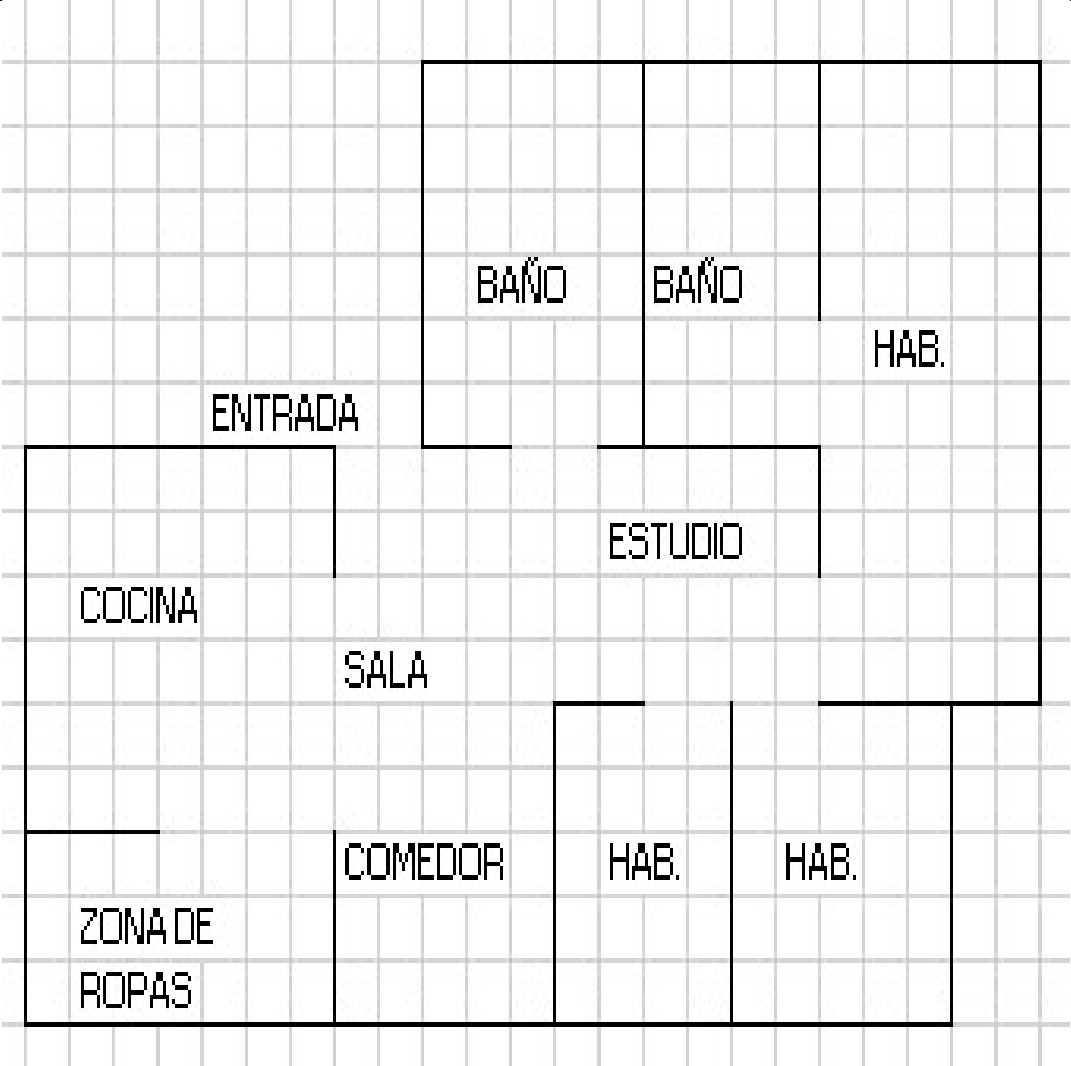 BAÑO
BAÑO
HAB.
ENTRADA
ESTUDIO
COCINA
SALA
COMEDOR
HAB.
HAB.
ZONA DE
ROPAS